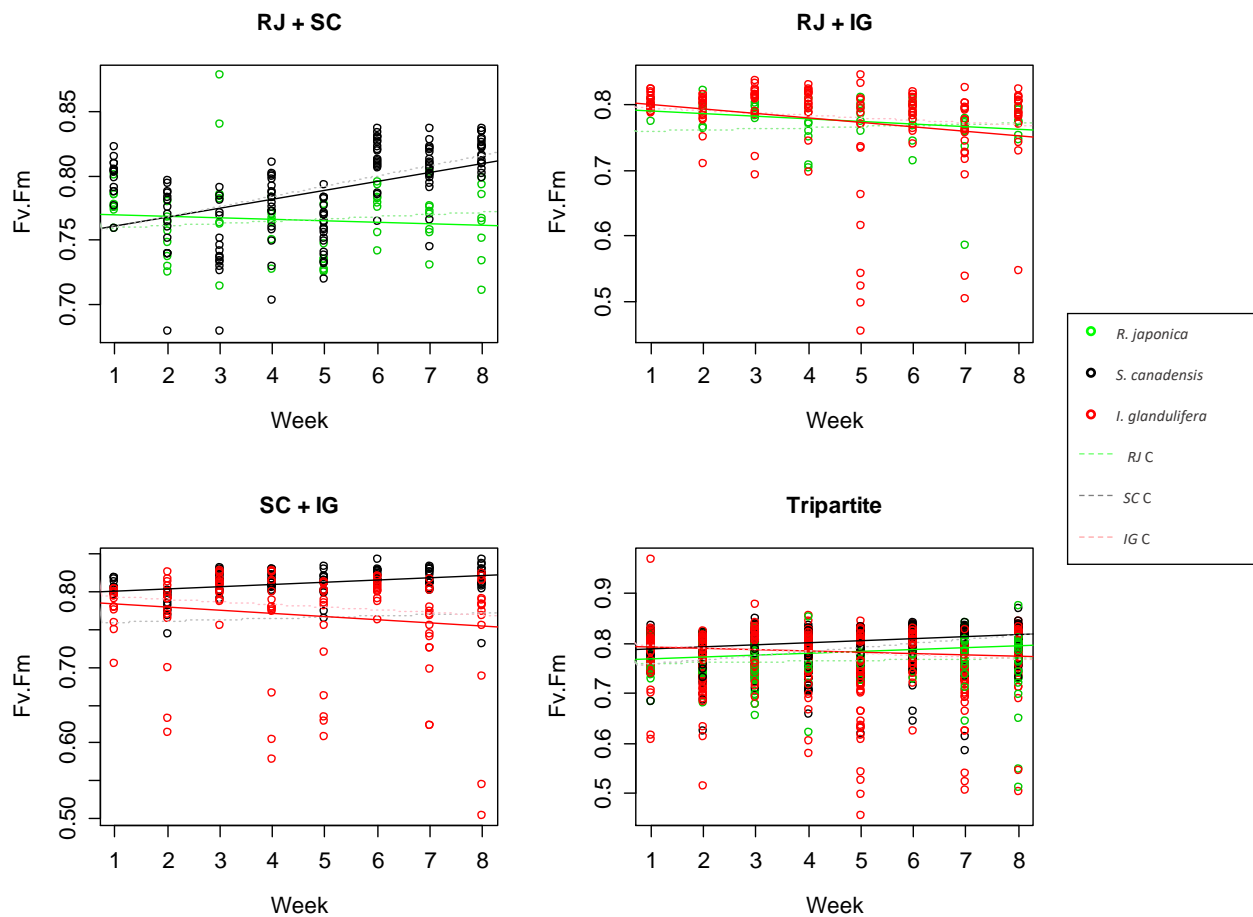 RJ + SC
Fv.Fm
0.85
0.80
0.75
0.70
1 2 3 4 5 6 7 8
Week
RJ + IG
Fv.Fm
0.8
0.7
0.6
0.5
1 2 3 4 5 6 7 8
Week
SC + IG
Fv.Fm
0.80
0.70
0.60
0.50
1 2 3 4 5 6 7 8
Week
Tripartite
Fv.Fm
0.9
0.8
0.7
0.6
0.5
1 2 3 4 5 6 7 8
Week
R. japonica
S. canadensis
I. glandulifera
RJ C
SC C
IG C